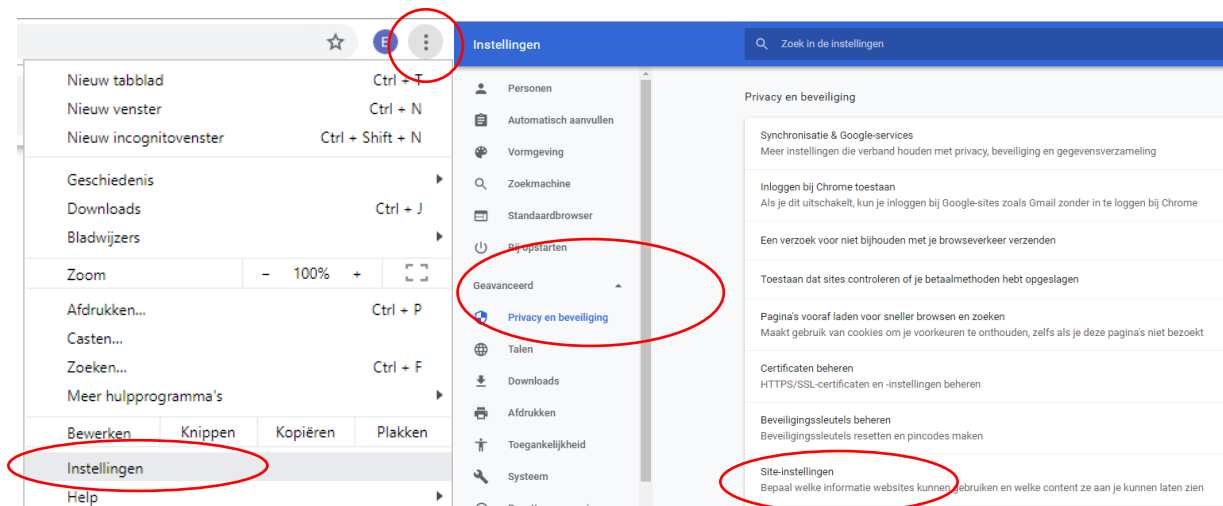 E
Nieuw tabblad Ctrl + T
Nieuw venster Ctrl + N
Nieuw incognitovenster Ctrl + Shift + N
Geschiedenis
Downloads Ctrl + J
Bladwijzers
Zoom - 100% +
Afdrukken... Ctrl + P
Casten...
Zoeken... Ctrl + F
Meer hulpprogramma's
Bewerken Knippen Kopiëren Plakken
Instellingen
Help
Instellingen
Zoek in de instellingen
Personen
Automatisch aanvullen
Vormgeving
Zoekmachine
Standaardbrowser
Bij opstarten
Geavanceerd
Privacy en beveiliging
Talen
Downloads
Afdrukken
Toegankelijkheid
Systeem
Privacy en beveiliging
Synchronisatie & Google-services
Meer instellingen die verband houden met privacy, beveiliging en gegevensverzameling
Inloggen bij Chrome toestaan
Als je dit uitschakelt, kun je inloggen bij Google-sites zoals Gmail zonder in te loggen bij Chrome
Een verzoek voor niet bijhouden met je browseverkeer verzenden
Toestaan dat sites controleren of je betaalmethoden hebt opgeslagen
Pagina's vooraf laden voor sneller browsen en zoeken
Maakt gebruik van cookies om je voorkeuren te onthouden, zelfs als je deze pagina's niet bezoekt
Certificaten beheren
HTTPS/SSL-certificaten en -instellingen beheren
Beveiligingssleutels beheren
Beveiligingssleutels resetten en pincodes maken
Site-instellingen
Bepaal welke informatie websites kunnen gebruiken en welke content ze aan je kunnen laten zien